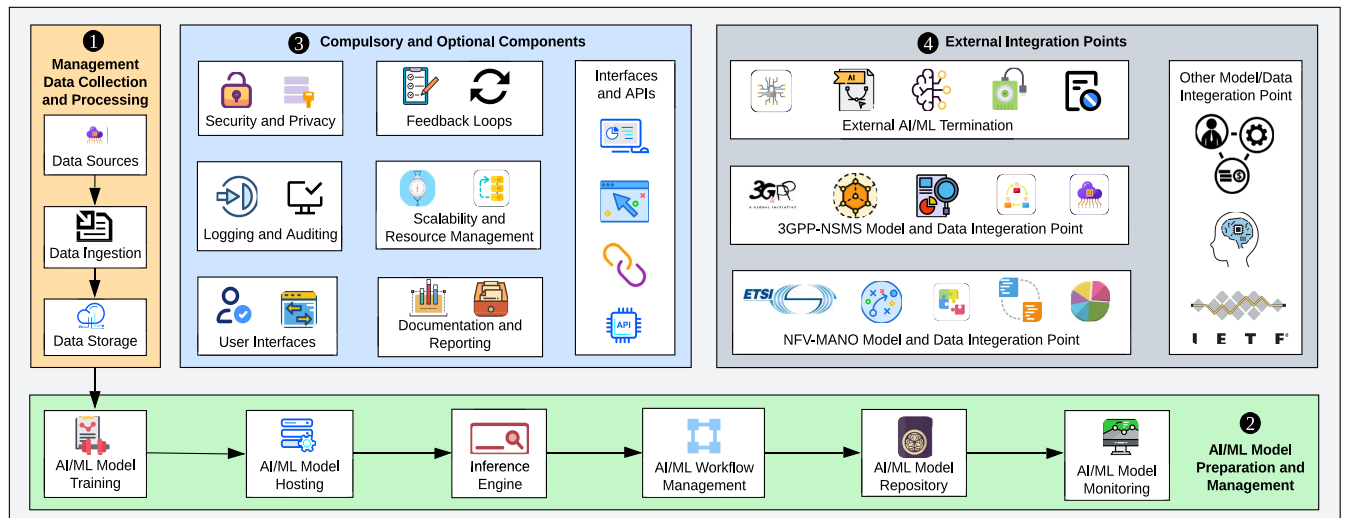 1
Management
Data Collection
and Processing
Data Sources
Data Ingestion
Data Storage
3 Compulsory and Optional Components
Security and Privacy
Feedback Loops
Logging and Auditing
Scalability and
Resource Management
User Interfaces
Documentation and
Reporting
Interfaces
and APIs
API
4 External Integration Points
AI
External AI/ML Termination
3GPP
A GLOBAL INITIATIVE
3GPP-NSMS Model and Data Integeration Point
ETSI
NFV-MANO Model and Data Integeration Point
Other Model/Data
Integeration Point
$
I E T F
AI/ML Model
Training
AI/ML Model
Hosting
Inference
Engine
AI/ML Workflow
Management
AI/ML Model
Repository
AI/ML Model
Monitoring
2
AI/ML Model
Preparation and
Management